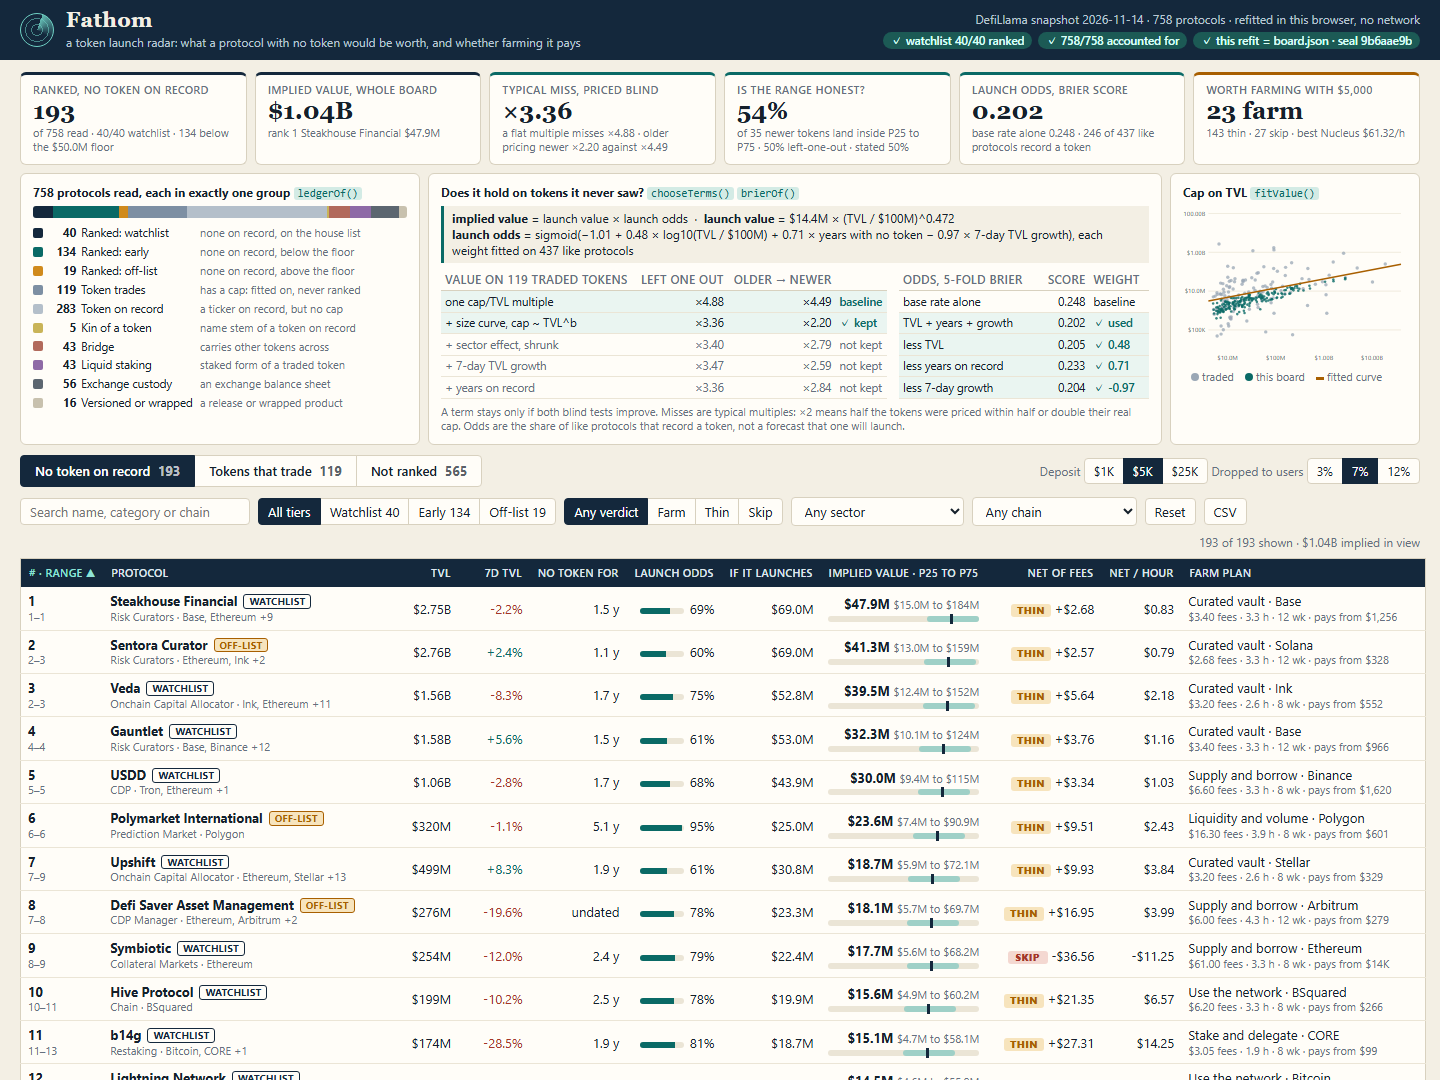 Fathom
a token launch radar: what a protocol with no token would be worth, and whether farming it pays
DefiLlama snapshot 2026-11-14 · 758 protocols · refitted in this browser, no network
✓ watchlist 40/40 ranked ✓ 758/758 accounted for ✓ this refit = board.json · seal 9b6aae9b
RANKED, NO TOKEN ON RECORD
193
of 758 read · 40/40 watchlist · 134 below
the $50.0M floor
IMPLIED VALUE, WHOLE BOARD
$1.04B
rank 1 Steakhouse Financial $47.9M
TYPICAL MISS, PRICED BLIND
×3.36
a flat multiple misses ×4.88 · older
pricing newer ×2.20 against ×4.49
IS THE RANGE HONEST?
54%
of 35 newer tokens land inside P25 to
P75 · 50% left-one-out · stated 50%
LAUNCH ODDS, BRIER SCORE
0.202
base rate alone 0.248 · 246 of 437 like
protocols record a token
WORTH FARMING WITH $5,000
23 farm
143 thin · 27 skip · best Nucleus $61.32/h
758 protocols read, each in exactly one group ledgerOf()
40 Ranked: watchlist none on record, on the house list
134 Ranked: early none on record, below the floor
19 Ranked: off-list none on record, above the floor
119 Token trades has a cap: fitted on, never ranked
283 Token on record a ticker on record, but no cap
5 Kin of a token name stem of a token on record
43 Bridge carries other tokens across
43 Liquid staking staked form of a traded token
56 Exchange custody an exchange balance sheet
16 Versioned or wrapped a release or wrapped product
Does it hold on tokens it never saw? chooseTerms() brierOf()
implied value = launch value × launch odds · launch value = $14.4M × (TVL / $100M)^0.472
launch odds = sigmoid(−1.01 + 0.48 × log10(TVL / $100M) + 0.71 × years with no token − 0.97 × 7-day TVL growth), each
weight fitted on 437 like protocols
VALUE ON 119 TRADED TOKENS LEFT ONE OUT OLDER → NEWER
one cap/TVL multiple ×4.88 ×4.49 baseline
+ size curve, cap ~ TVL^b ×3.36 ×2.20 ✓ kept
+ sector effect, shrunk ×3.40 ×2.79 not kept
+ 7-day TVL growth ×3.47 ×2.59 not kept
+ years on record ×3.36 ×2.84 not kept
ODDS, 5-FOLD BRIER SCORE WEIGHT
base rate alone 0.248 baseline
TVL + years + growth 0.202 ✓ used
less TVL 0.205 ✓ 0.48
less years on record 0.233 ✓ 0.71
less 7-day growth 0.204 ✓ -0.97
A term stays only if both blind tests improve. Misses are typical multiples: ×2 means half the tokens were priced within half or double their real
cap. Odds are the share of like protocols that record a token, not a forecast that one will launch.
Cap on TVL fitValue()
100.00B
$1.00B
$10.0M
$100K
$10.0M $100M $1.00B $10.00B
traded this board fitted curve
No token on record 193 Tokens that trade 119 Not ranked 565
Deposit $1K $5K $25K Dropped to users 3% 7% 12%
Search name, category or chain All tiers Watchlist 40 Early 134 Off-list 19 Any verdict Farm Thin Skip Any sector Any chain Reset CSV
193 of 193 shown · $1.04B implied in view
# · RANGE ▲ PROTOCOL TVL 7D TVL NO TOKEN FOR LAUNCH ODDS IF IT LAUNCHES IMPLIED VALUE · P25 TO P75 NET OF FEES NET / HOUR FARM PLAN
1 Steakhouse Financial WATCHLIST $2.75B -2.2% 1.5 y 69% $69.0M $47.9M $15.0M to $184M THIN +$2.68 $0.83 Curated vault · Base
1–1 Risk Curators · Base, Ethereum +9 $3.40 fees · 3.3 h · 12 wk · pays from $1,256
2 Sentora Curator OFF-LIST $2.76B +2.4% 1.1 y 60% $69.0M $41.3M $13.0M to $159M THIN +$2.57 $0.79 Curated vault · Solana
2–3 Risk Curators · Ethereum, Ink +2 $2.68 fees · 3.3 h · 12 wk · pays from $328
3 Veda WATCHLIST $1.56B -8.3% 1.7 y 75% $52.8M $39.5M $12.4M to $152M THIN +$5.64 $2.18 Curated vault · Ink
2–3 Onchain Capital Allocator · Ink, Ethereum +11 $3.20 fees · 2.6 h · 8 wk · pays from $552
4 Gauntlet WATCHLIST $1.58B +5.6% 1.5 y 61% $53.0M $32.3M $10.1M to $124M THIN +$3.76 $1.16 Curated vault · Base
4–4 Risk Curators · Base, Binance +12 $3.40 fees · 3.3 h · 12 wk · pays from $966
5 USDD WATCHLIST $1.06B -2.8% 1.7 y 68% $43.9M $30.0M $9.4M to $115M THIN +$3.34 $1.03 Supply and borrow · Binance
5–5 CDP · Tron, Ethereum +1 $6.60 fees · 3.3 h · 12 wk · pays from $1,620
6 Polymarket International OFF-LIST $320M -1.1% 5.1 y 95% $25.0M $23.6M $7.4M to $90.9M THIN +$9.51 $2.43 Liquidity and volume · Polygon
6–6 Prediction Market · Polygon $16.30 fees · 3.9 h · 12 wk · pays from $601
7 Upshift WATCHLIST $499M +8.3% 1.9 y 61% $30.8M $18.7M $5.9M to $72.1M THIN +$9.93 $3.84 Curated vault · Stellar
7–9 Onchain Capital Allocator · Ethereum, Stellar +13 $3.20 fees · 2.6 h · 8 wk · pays from $329
8 Defi Saver Asset Management OFF-LIST $276M -19.6% undated 78% $23.3M $18.1M $5.7M to $69.7M THIN +$16.95 $3.99 Supply and borrow · Arbitrum
7–8 CDP Manager · Ethereum, Arbitrum +2 $6.00 fees · 4.3 h · 12 wk · pays from $279
9 Symbiotic WATCHLIST $254M -12.0% 2.4 y 79% $22.4M $17.7M $5.6M to $68.2M SKIP -$36.56 -$11.25 Supply and borrow · Ethereum
8–9 Collateral Markets · Ethereum $61.00 fees · 3.3 h · 8 wk · pays from $14K
10 Hive Protocol WATCHLIST $199M -10.2% 2.5 y 78% $19.9M $15.6M $4.9M to $60.2M THIN +$21.35 $6.57 Use the network · BSquared
10–11 Chain · BSquared $6.20 fees · 3.3 h · 8 wk · pays from $266
11 b14g WATCHLIST $174M -28.5% 1.9 y 81% $18.7M $15.1M $4.7M to $58.1M THIN +$27.31 $14.25 Stake and delegate · CORE
11–13 Restaking · Bitcoin, CORE +1 $3.05 fees · 1.9 h · 8 wk · pays from $99
12 Lightning Network WATCHLIST Use the network · Bitcoin